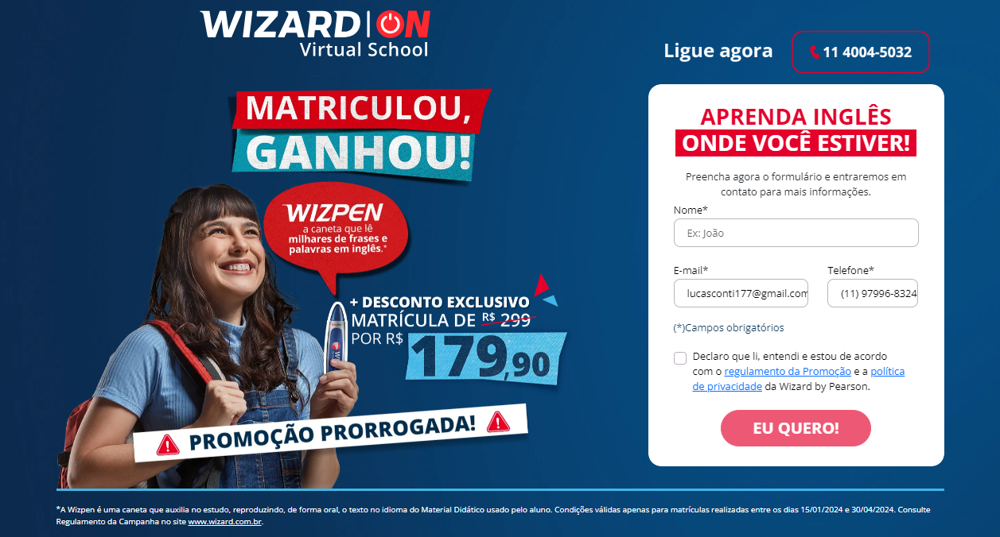 WIZARD ON
Virtual School
Ligue agora
11 4004-5032
MATRICULOU,
GANHOU!
WIZPEN
a caneta que lê
milhares de frases e
palavras em inglês.*
+ DESCONTO EXCLUSIVO
MATRÍCULA DE R$ 299
POR R$ 179,90
PROMOÇÃO PRORROGADA!
APRENDA INGLÊS
ONDE VOCÊ ESTIVER!
Preencha agora o formulário e entraremos em
contato para mais informações.
Nome*
Ex: João
E-mail* Telefone*
lucasconti177@gmail.com (11) 97996-8324
(*)Campos obrigatórios
Declaro que li, entendi e estou de acordo
com o regulamento da Promoção e a política
de privacidade da Wizard by Pearson.
EU QUERO!
*A Wizpen é uma caneta que auxilia no estudo, reproduzindo, de forma oral, o texto no idioma do Material Didático usado pelo aluno. Condições válidas apenas para matrículas realizadas entre os dias 15/01/2024 e 30/04/2024. Consulte
Regulamento da Campanha no site www.wizard.com.br.